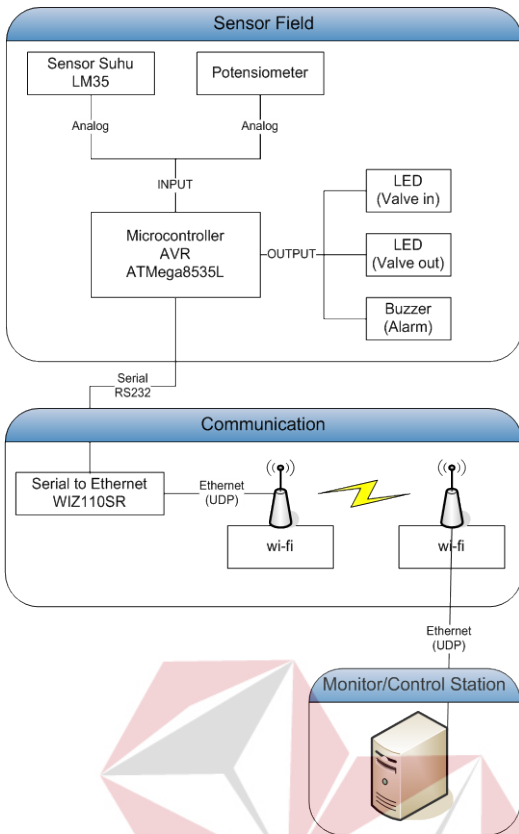 Sensor Field
Sensor Suhu
LM35
Potensiometer
Analog
Analog
INPUT
Microcontroller
AVR
ATMega8535L
OUTPUT
LED
(Valve in)
LED
(Valve out)
Buzzer
(Alarm)
Serial
RS232
Communication
Serial to Ethernet
WIZ110SR
Ethernet
(UDP)
wi-fi
wi-fi
Ethernet
(UDP)
Monitor/Control Station